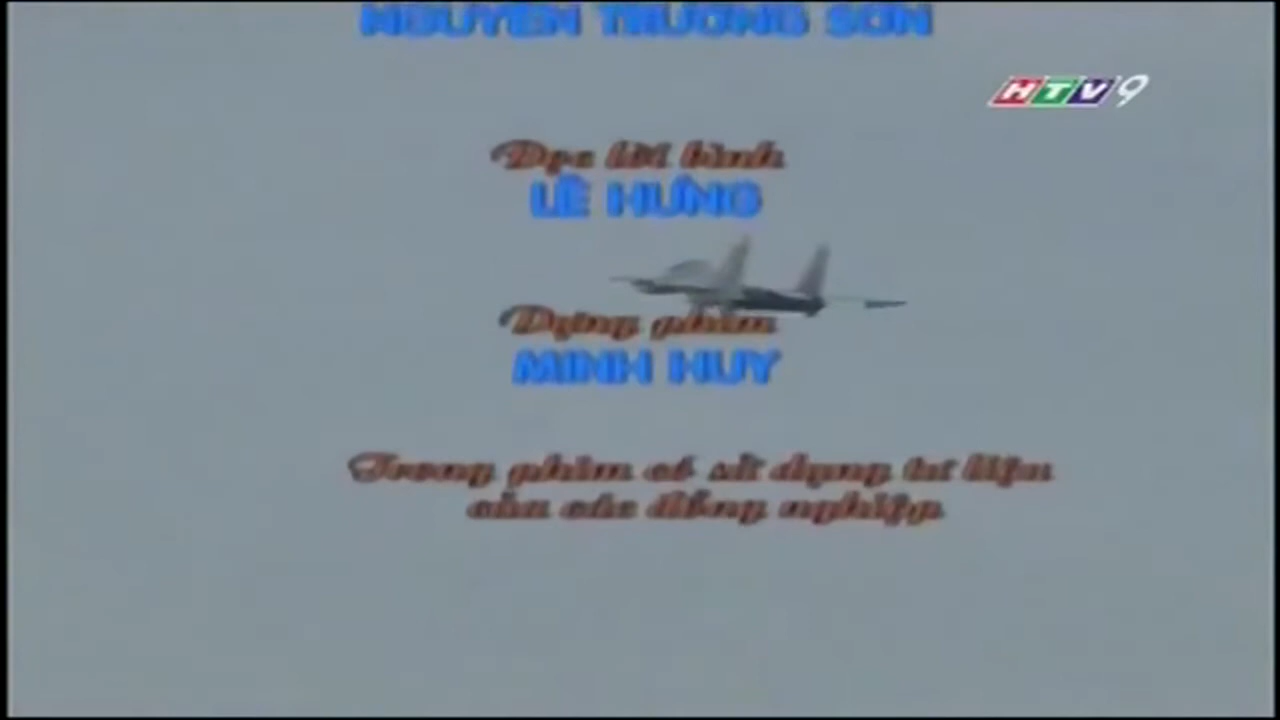 NGUYỄN TRƯỜNG SƠN
HTV9
Đọc lời bình
LÊ HƯNG
Dựng phim
MINH HUY
Trong phim có sử dụng tư liệu
của các đồng nghiệp